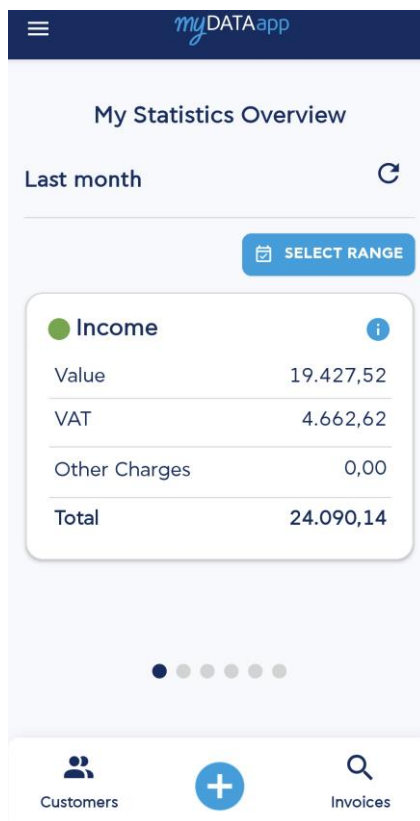 myDATAapp
My Statistics Overview
Last month
SELECT RANGE
Income
Value 19.427,52
VAT 4.662,62
Other Charges 0,00
Total 24.090,14
Customers
Invoices